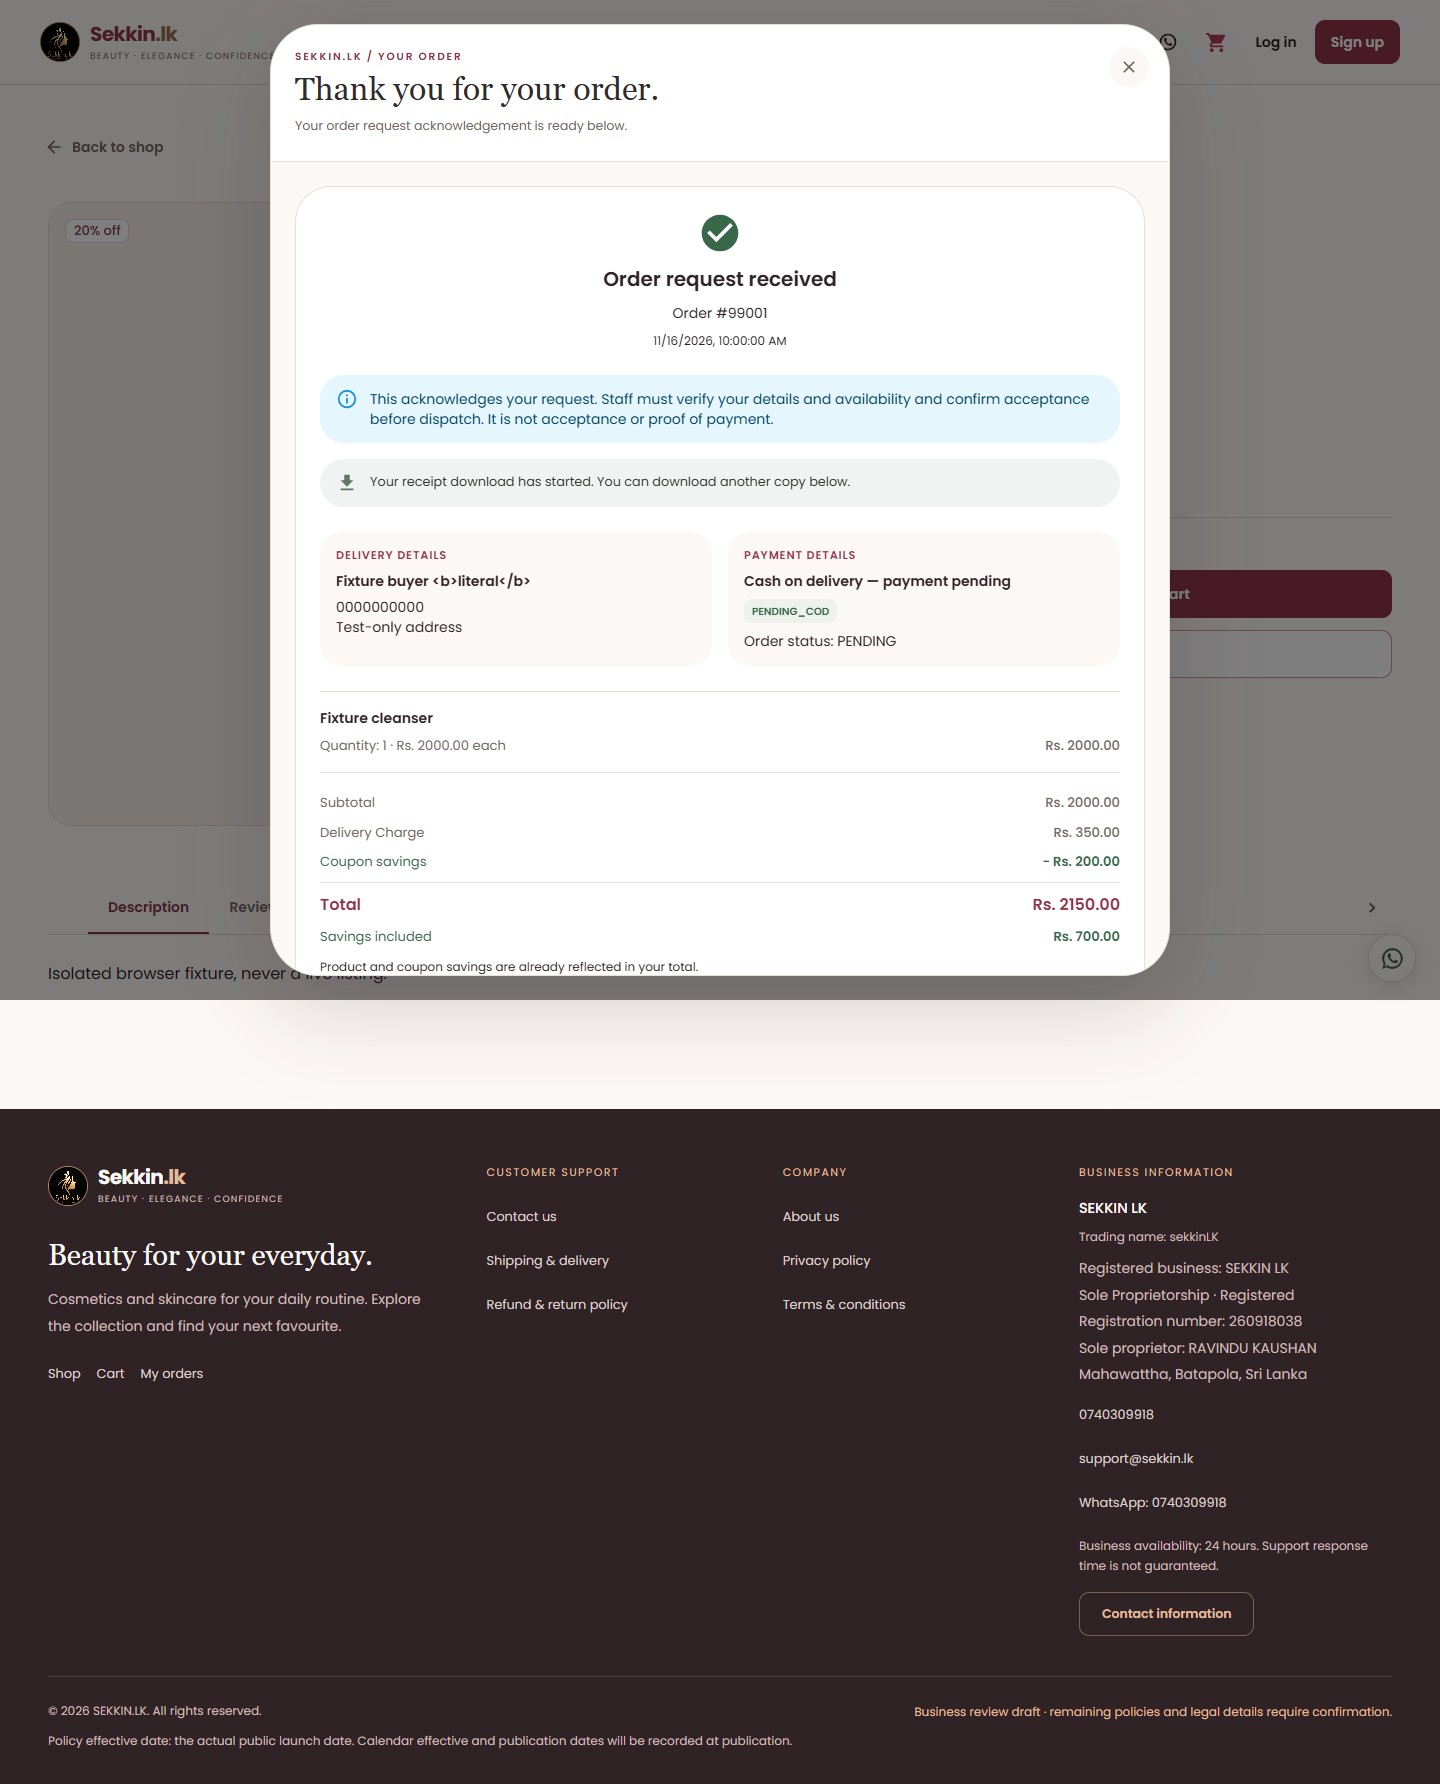 Sekkin.lk
BEAUTY · ELEGANCE · CONFIDENCE
Log in
Sign up
Back to shop
20% off
SEKKIN.LK / YOUR ORDER
Thank you for your order.
Your order request acknowledgement is ready below.
Order request received
Order #99001
11/16/2026, 10:00:00 AM
This acknowledges your request. Staff must verify your details and availability and confirm acceptance
before dispatch. It is not acceptance or proof of payment.
Your receipt download has started. You can download another copy below.
DELIVERY DETAILS
Fixture buyer <b>literal</b>
0000000000
Test-only address
PAYMENT DETAILS
Cash on delivery — payment pending
PENDING_COD
Order status: PENDING
art
Fixture cleanser
Quantity: 1 · Rs. 2000.00 each
Rs. 2000.00
Subtotal
Rs. 2000.00
Delivery Charge
Rs. 350.00
Coupon savings
- Rs. 200.00
Total
Rs. 2150.00
Savings included
Rs. 700.00
Product and coupon savings are already reflected in your total.
Description
Isolated browser fixture, never a live listing.
Sekkin.lk
BEAUTY · ELEGANCE · CONFIDENCE
Beauty for your everyday.
Cosmetics and skincare for your daily routine. Explore
the collection and find your next favourite.
Shop
Cart
My orders
CUSTOMER SUPPORT
Contact us
Shipping & delivery
Refund & return policy
COMPANY
About us
Privacy policy
Terms & conditions
BUSINESS INFORMATION
SEKKIN LK
Trading name: sekkinLK
Registered business: SEKKIN LK
Sole Proprietorship · Registered
Registration number: 260918038
Sole proprietor: RAVINDU KAUSHAN
Mahawattha, Batapola, Sri Lanka
0740309918
support@sekkin.lk
WhatsApp: 0740309918
Business availability: 24 hours. Support response
time is not guaranteed.
Contact information
© 2026 SEKKIN.LK. All rights reserved.
Business review draft · remaining policies and legal details require confirmation.
Policy effective date: the actual public launch date. Calendar effective and publication dates will be recorded at publication.